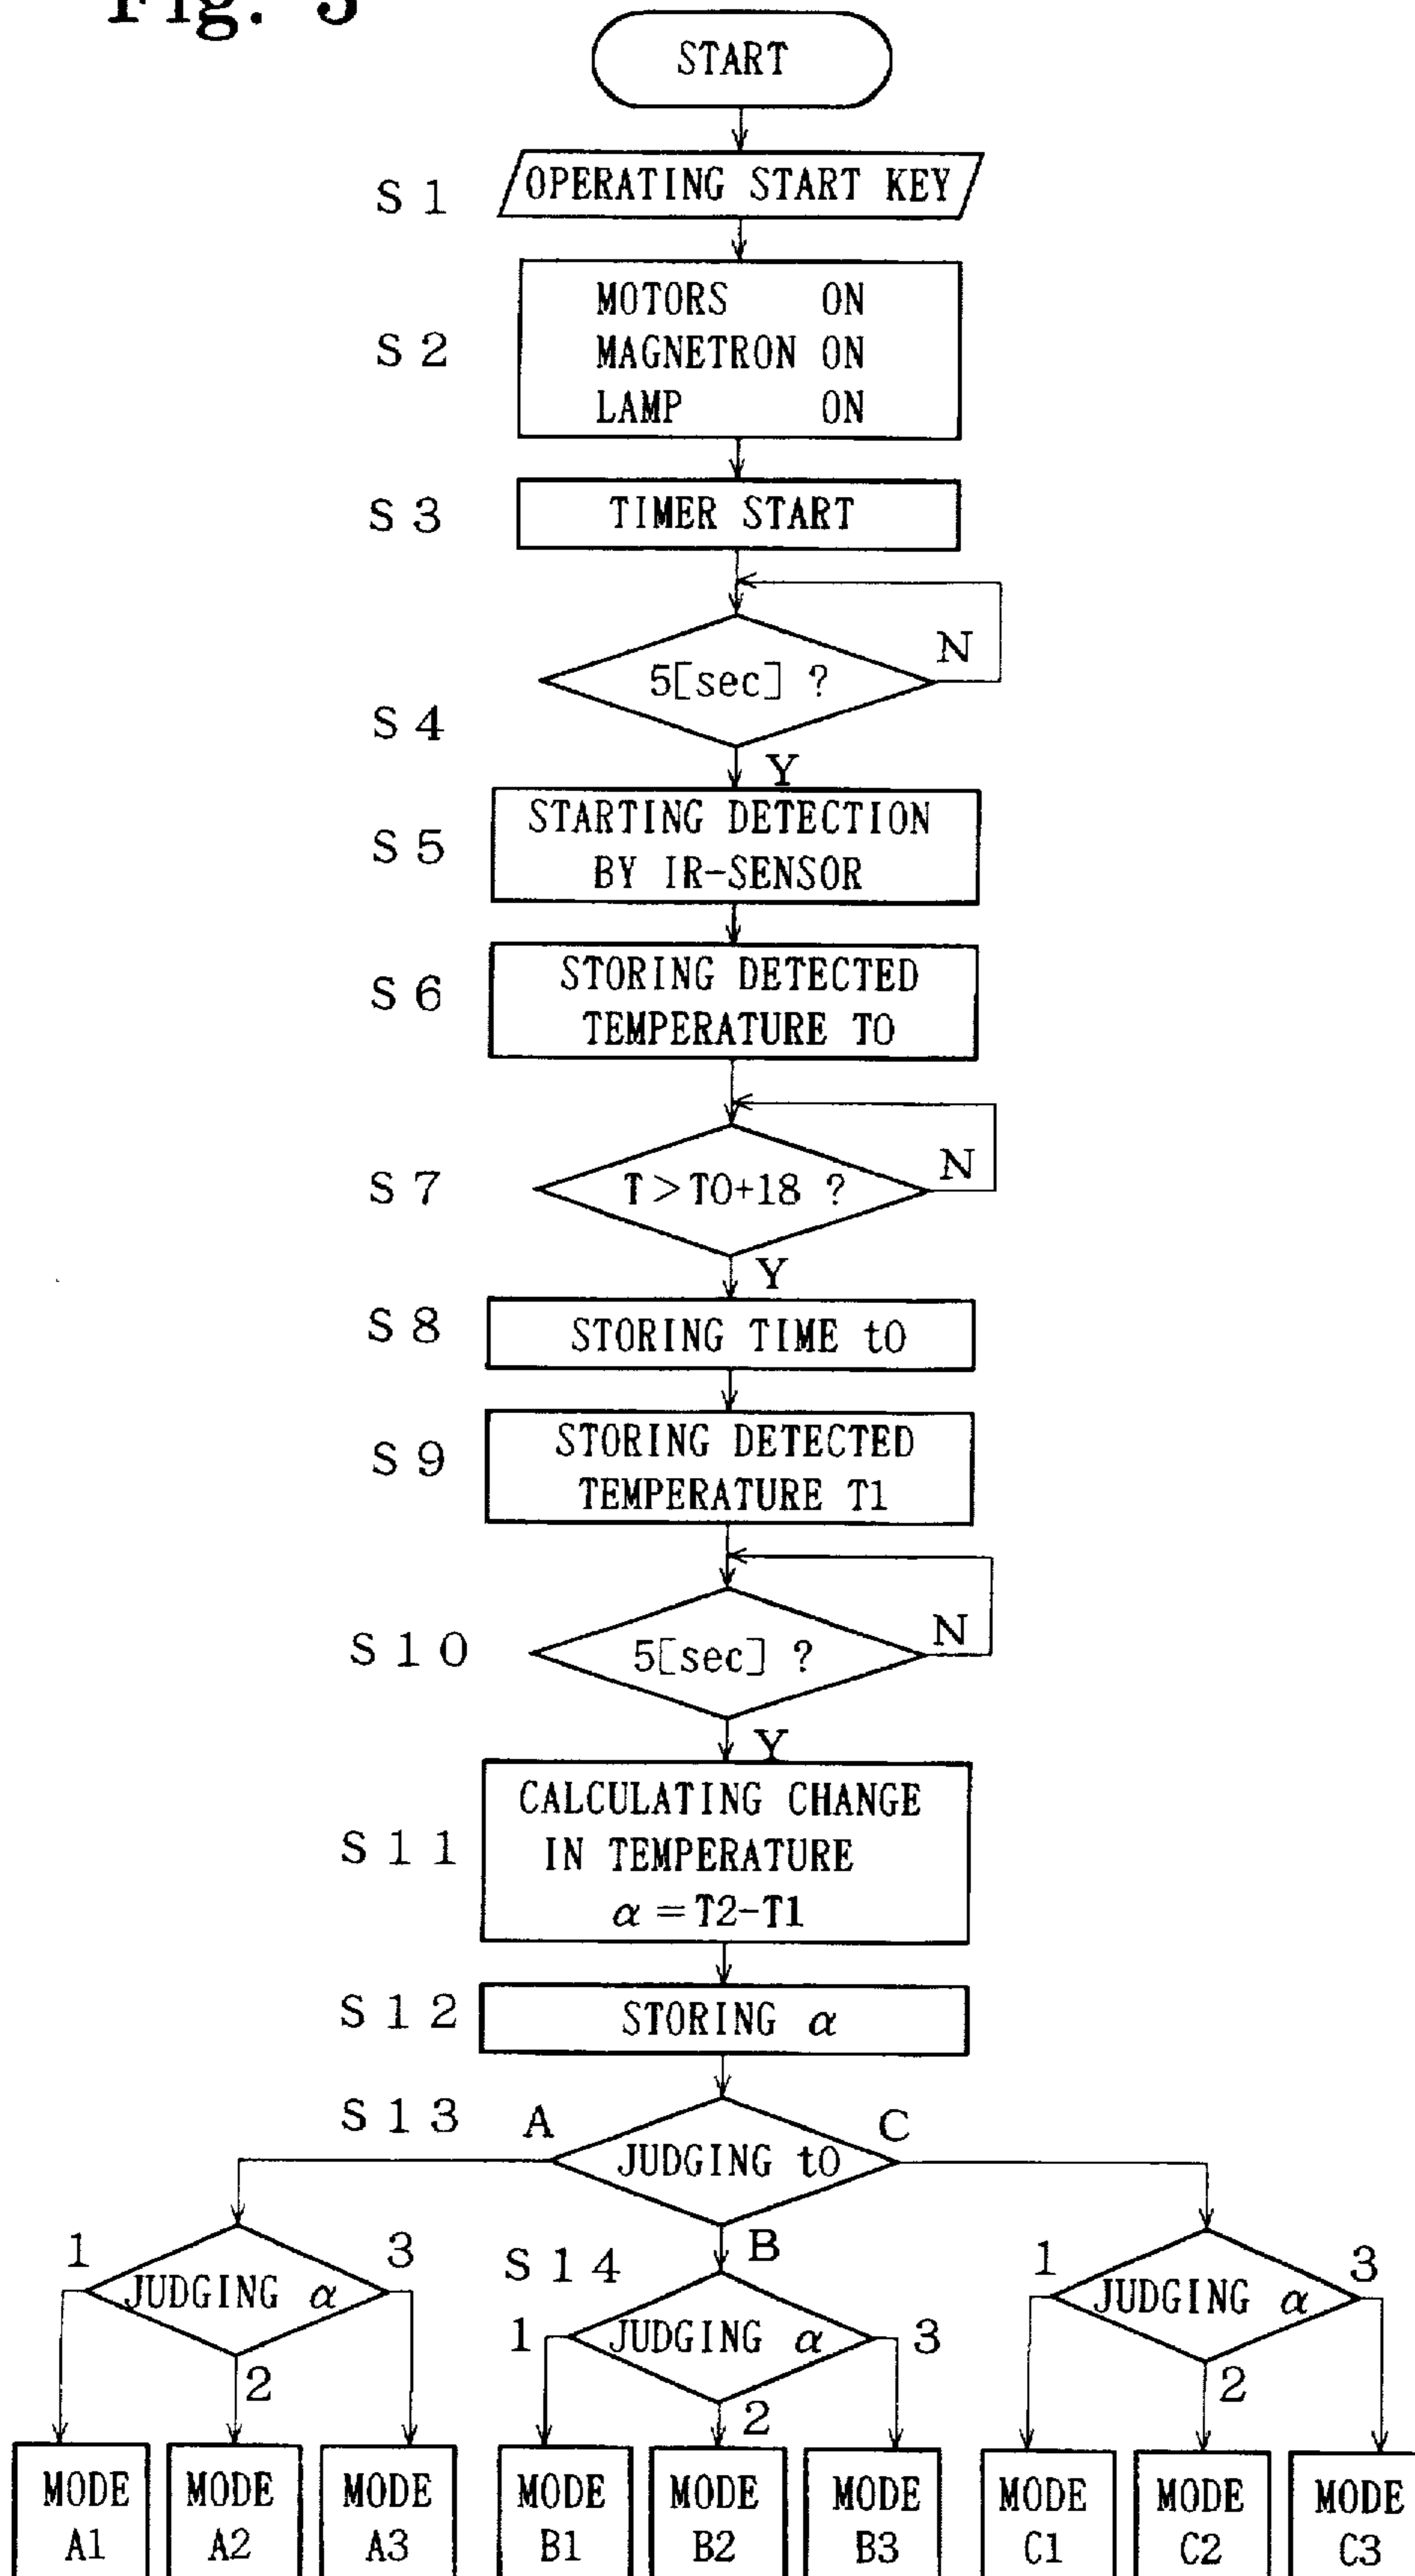 Fig. 5
START
S1 OPERATING START KEY
S2
MOTORS ON
MAGNETRON ON
LAMP ON
S3 TIMER START
N
5[sec] ?
S4
Y
S5
STARTING DETECTION
BY IR-SENSOR
S6
STORING DETECTED
TEMPERATURE T0
N
S7 T>T0+18 ?
Y
S8 STORING TIME t0
S9
STORING DETECTED
TEMPERATURE T1
N
S10 5[sec] ?
Y
S11
CALCULATING CHANGE
IN TEMPERATURE
α=T2-T1
S12 STORING α
S13 A C
JUDGING t0
B
S14
1 3
JUDGING α
2
1 3
JUDGING α
2
1 3
JUDGING α
2
MODE
A1
MODE
A2
MODE
A3
MODE
B1
MODE
B2
MODE
B3
MODE
C1
MODE
C2
MODE
C3